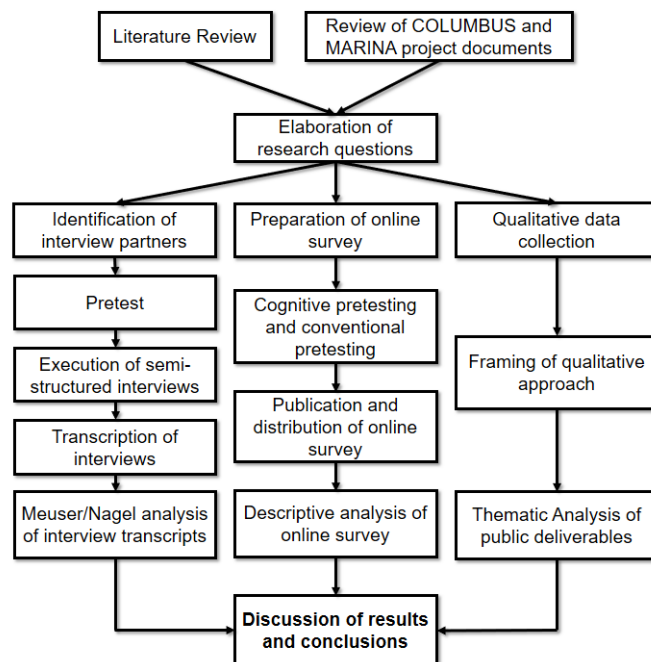 Literature Review
Review of COLUMBUS and
MARINA project documents
Elaboration of
research questions
Identification of
interview partners
Preparation of online
survey
Qualitative data
collection
Pretest
Cognitive pretesting
and conventional
pretesting
Execution of semi-
structured interviews
Framing of qualitative
approach
Transcription of
interviews
Publication and
distribution of online
survey
Meuser/Nagel analysis
of interview transcripts
Descriptive analysis of
online survey
Thematic Analysis of
public deliverables
Discussion of results
and conclusions